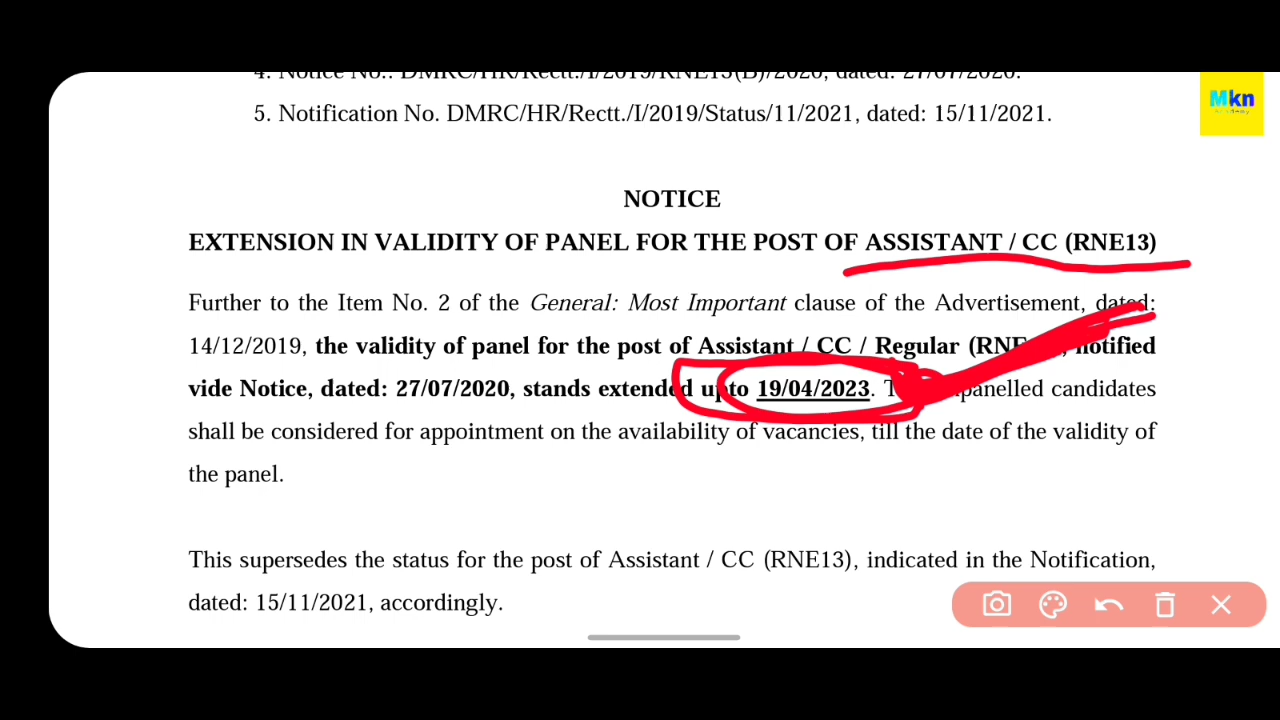 4. Notice No.: DMRC/HR/Rectt./I/2019/RNE13(B)/2020, dated: 27/07/2020.
5. Notification No. DMRC/HR/Rectt./I/2019/Status/11/2021, dated: 15/11/2021.
Mkn
Academy
NOTICE
EXTENSION IN VALIDITY OF PANEL FOR THE POST OF ASSISTANT / CC (RNE13)
Further to the Item No. 2 of the General: Most Important clause of the Advertisement, dated:
14/12/2019, the validity of panel for the post of Assistant / CC / Regular notified
vide Notice, dated: 27/07/2020, stands extended upto 19/04/2023. candidates
shall be considered for appointment on the availability of vacancies, till the date of the validity of
the panel.
This supersedes the status for the post of Assistant / CC (RNE13), indicated in the Notification,
dated: 15/11/2021, accordingly.